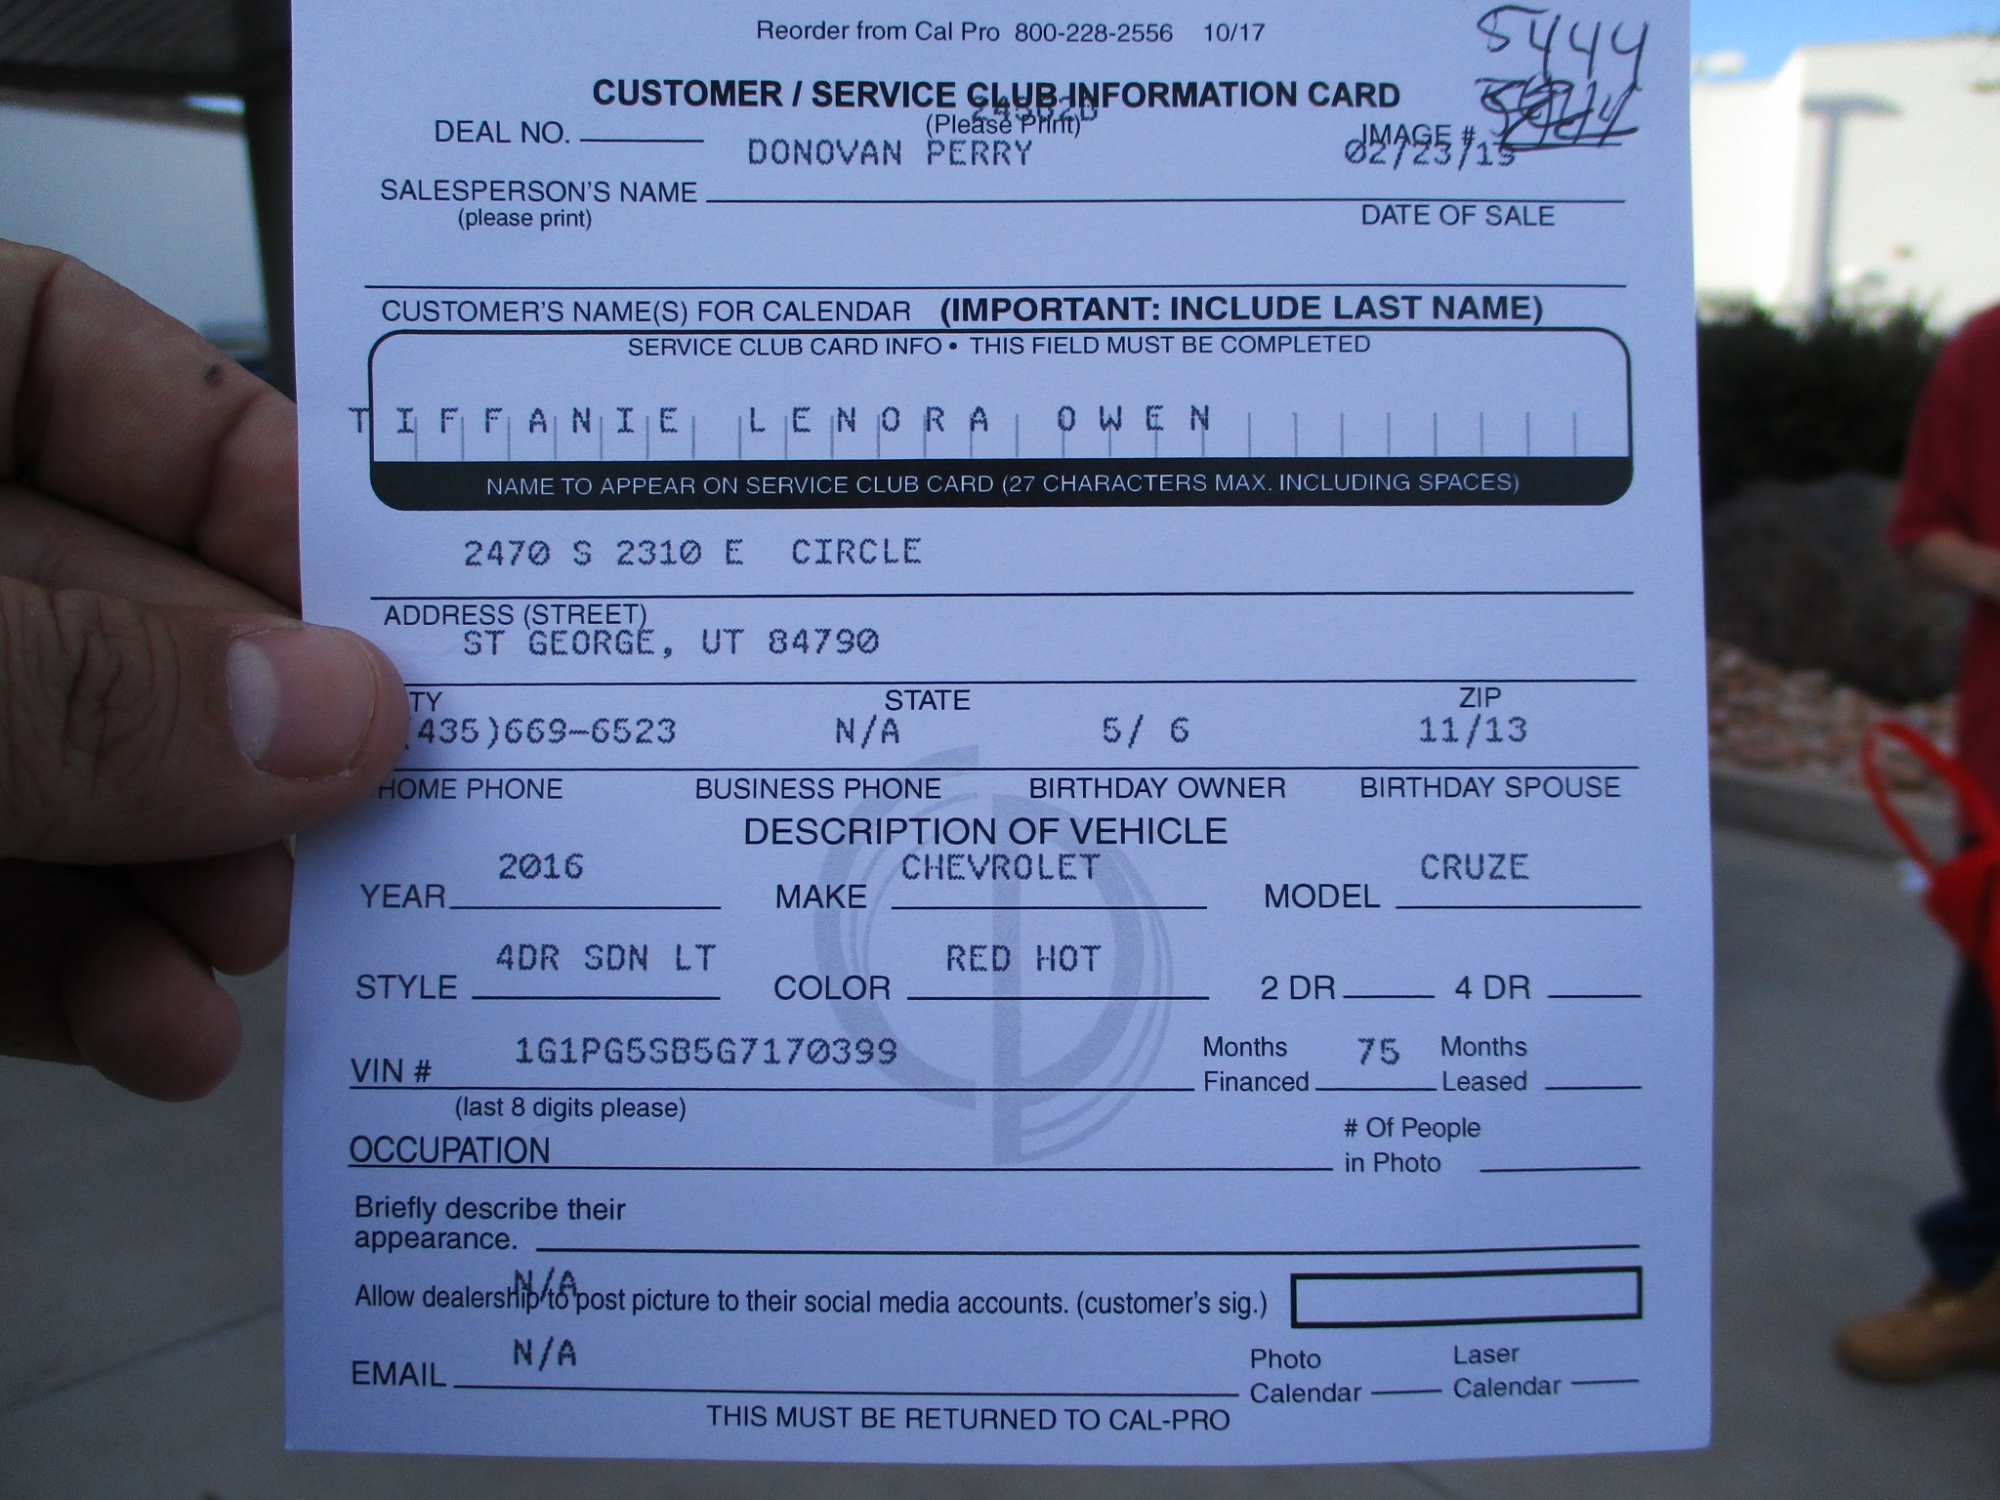 Reorder from Cal Pro 800-228-2556 10/17
5444
CUSTOMER / SERVICE CLUB INFORMATION CARD
(Please Print)
DEAL NO. IMAGE #
DONOVAN PERRY 02/23/19
SALESPERSON'S NAME
(please print) DATE OF SALE
CUSTOMER'S NAME(S) FOR CALENDAR (IMPORTANT: INCLUDE LAST NAME)
SERVICE CLUB CARD INFO • THIS FIELD MUST BE COMPLETED
TIFFANIE LENORA OWEN
NAME TO APPEAR ON SERVICE CLUB CARD (27 CHARACTERS MAX. INCLUDING SPACES)
2470 S 2310 E CIRCLE
ADDRESS (STREET)
ST GEORGE, UT 84790
TY STATE ZIP
(435)669-6523 N/A 5/ 6 11/13
HOME PHONE BUSINESS PHONE BIRTHDAY OWNER BIRTHDAY SPOUSE
DESCRIPTION OF VEHICLE
2016 CHEVROLET CRUZE
YEAR MAKE MODEL
4DR SDN LT RED HOT
STYLE COLOR 2 DR 4 DR
1G1PG5SB5G7170399 Months 75 Months
VIN # Financed Leased
(last 8 digits please)
# Of People
OCCUPATION in Photo
Briefly describe their
appearance.
N/A
Allow dealership to post picture to their social media accounts. (customer's sig.)
N/A Photo Laser
EMAIL Calendar Calendar
THIS MUST BE RETURNED TO CAL-PRO